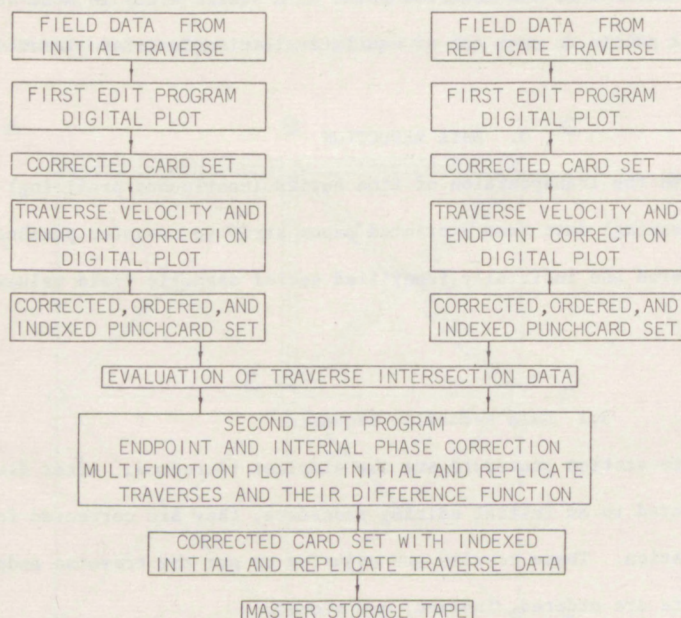 FIELD DATA FROM
INITIAL TRAVERSE
FIRST EDIT PROGRAM
DIGITAL PLOT
CORRECTED CARD SET
TRAVERSE VELOCITY AND
ENDPOINT CORRECTION
DIGITAL PLOT
CORRECTED, ORDERED, AND
INDEXED PUNCHCARD SET
FIELD DATA FROM
REPLICATE TRAVERSE
FIRST EDIT PROGRAM
DIGITAL PLOT
CORRECTED CARD SET
TRAVERSE VELOCITY AND
ENDPOINT CORRECTION
DIGITAL PLOT
CORRECTED, ORDERED, AND
INDEXED PUNCHCARD SET
EVALUATION OF TRAVERSE INTERSECTION DATA
SECOND EDIT PROGRAM
ENDPOINT AND INTERNAL PHASE CORRECTION
MULTIFUNCTION PLOT OF INITIAL AND REPLICATE
TRAVERSES AND THEIR DIFFERENCE FUNCTION
CORRECTED CARD SET WITH INDEXED
INITIAL AND REPLICATE TRAVERSE DATA
MASTER STORAGE TAPE